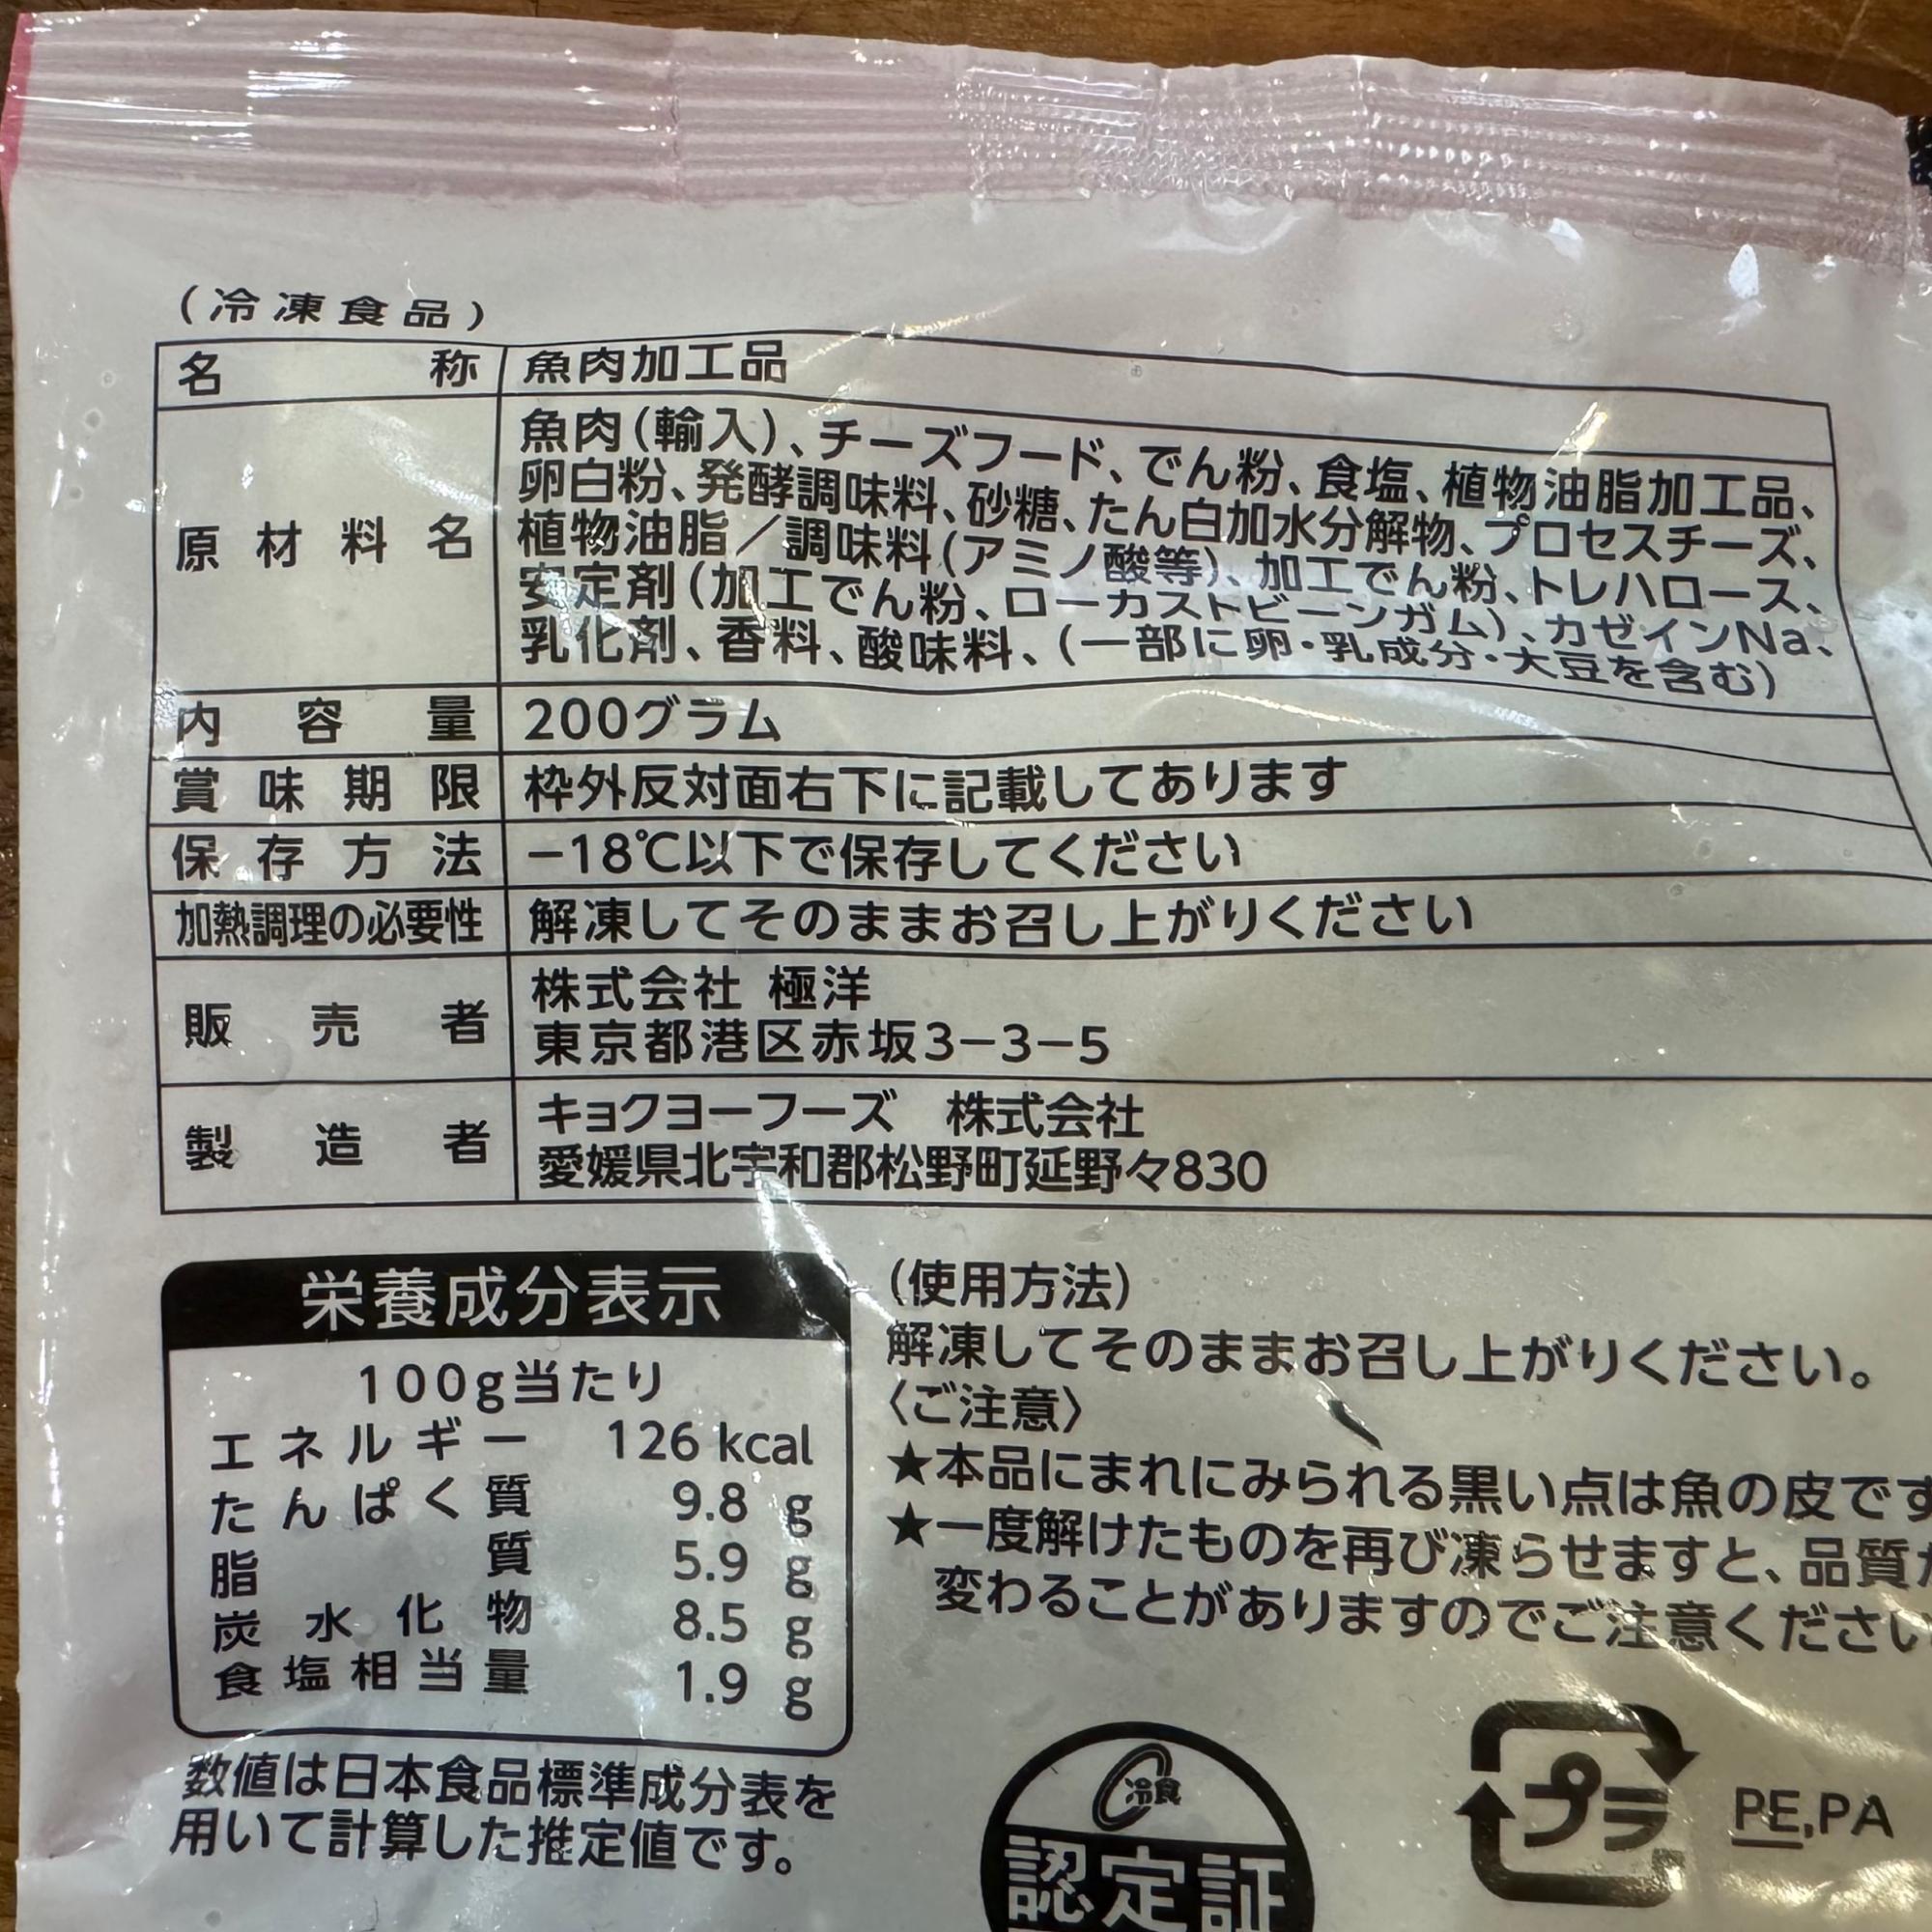 (冷凍食品)
名称 魚肉加工品
原材料名 魚肉(輸入)、チーズフード、でん粉、食塩、植物油脂加工品、
卵白粉、発酵調味料、砂糖、たん白加水分解物、プロセスチーズ、
植物油脂/調味料(アミノ酸等)、加工でん粉、トレハロース、
安定剤(加工でん粉、ローカストビーンガム)、カゼインNa、
乳化剤、香料、酸味料、(一部に卵・乳成分・大豆を含む)
内容量 200グラム
賞味期限 枠外反対面右下に記載してあります
保存方法 −18℃以下で保存してください
加熱調理の必要性 解凍してそのままお召し上がりください
販売者 株式会社 極洋
東京都港区赤坂3−3−5
製造者 キョクヨーフーズ 株式会社
愛媛県北宇和郡松野町延野々830
栄養成分表示
100g当たり
エネルギー 126 kcal
たんぱく質 9.8 g
脂質 5.9 g
炭水化物 8.5 g
食塩相当量 1.9 g
数値は日本食品標準成分表を
用いて計算した推定値です。
(使用方法)
解凍してそのままお召し上がりください。
〈ご注意〉
★本品にまれにみられる黒い点は魚の皮です
★一度解けたものを再び凍らせますと、品質が
変わることがありますのでご注意ください
冷食
認定証
プラ
PE,PA